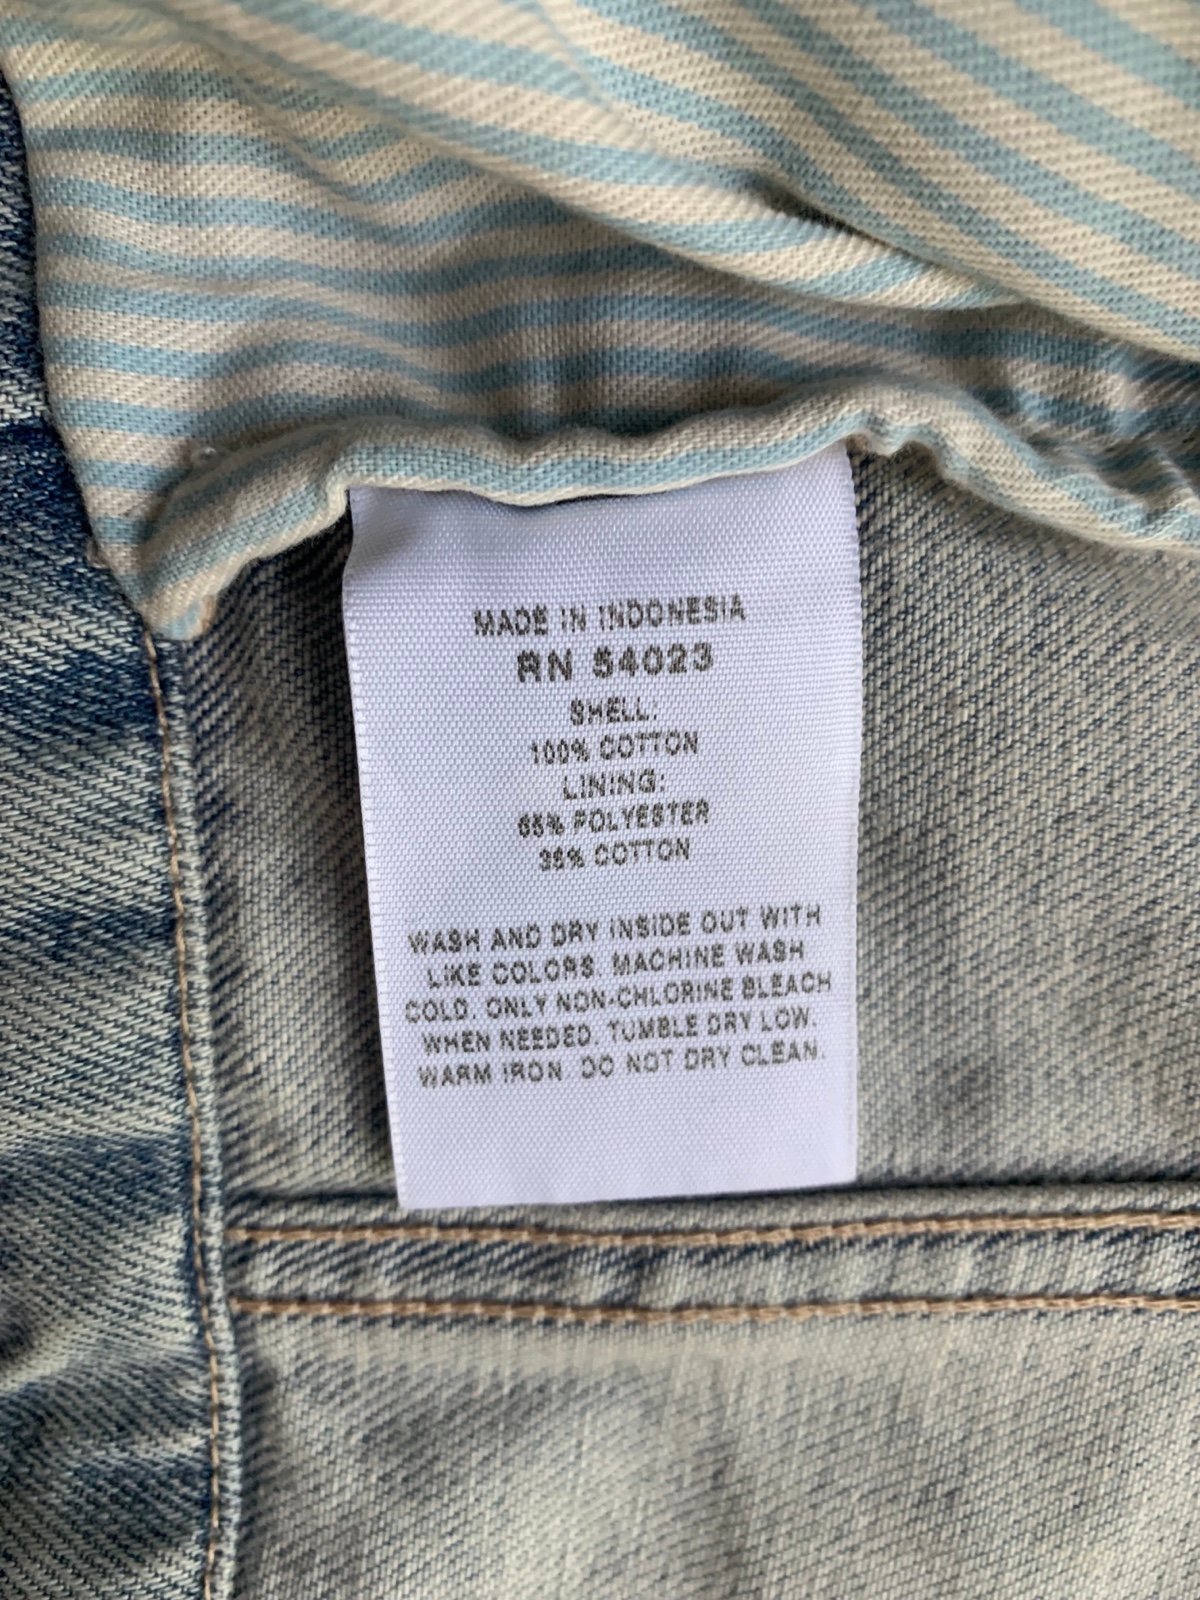 MADE IN INDONESIA
RN 54023
SHELL:
100% COTTON
LINING:
65% POLYESTER
35% COTTON
WASH AND DRY INSIDE OUT WITH
LIKE COLORS. MACHINE WASH
COLD. ONLY NON-CHLORINE BLEACH
WHEN NEEDED. TUMBLE DRY LOW.
WARM IRON. DO NOT DRY CLEAN.